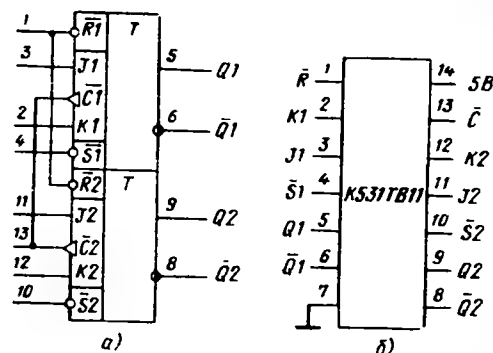 1 R̅1̅ T
3 J1 5 Q1
C̅1̅
2 K1 6 Q̅1
4 S̅1̅
R̅2̅ T
11 J2 9 Q2
13 C̅2̅
12 K2 8 Q̅2
10 S̅2̅
а)
R̅ 1 14 5В
K1 2 13 C̅
J1 3 12 K2
S̅1 4 К531ТВ11 11 J2
Q1 5 10 S̅2
Q̅1 6 9 Q2
7 8 Q̅2
б)